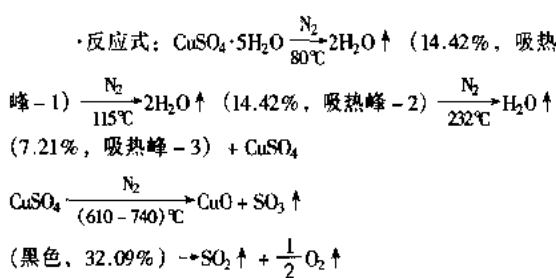 ·反应式: CuSO₄·5H₂O —N₂/80℃→ 2H₂O↑ (14.42%, 吸热
峰-1) —N₂/115℃→ 2H₂O↑ (14.42%, 吸热峰-2) —N₂/232℃→ H₂O↑
(7.21%, 吸热峰-3) + CuSO₄
CuSO₄ —N₂/(610-740)℃→ CuO + SO₃↑
(黑色, 32.09%) → SO₂↑ + 1/2 O₂↑